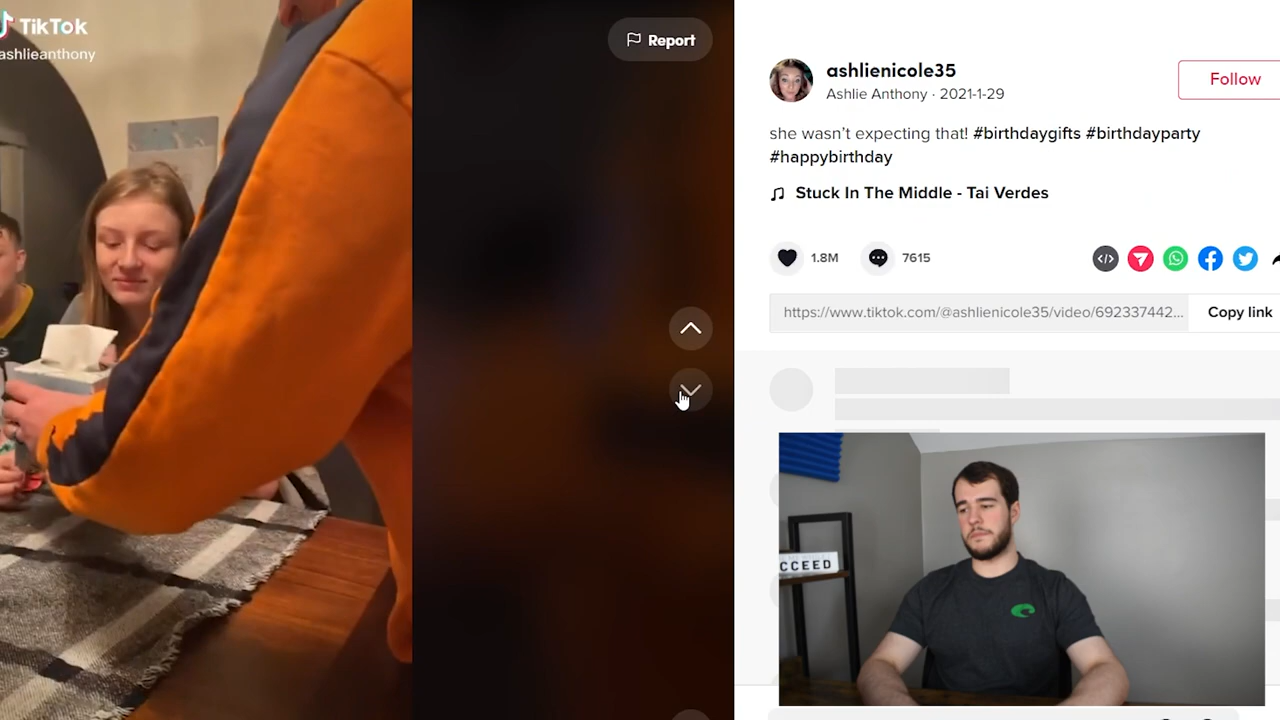 TikTok
ashlieanthony
Report
ashlienicole35
Ashlie Anthony · 2021-1-29
Follow
she wasn't expecting that! #birthdaygifts #birthdayparty
#happybirthday
Stuck In The Middle - Tai Verdes
1.8M
7615
https://www.tiktok.com/@ashlienicole35/video/692337442...
Copy link
CCEED